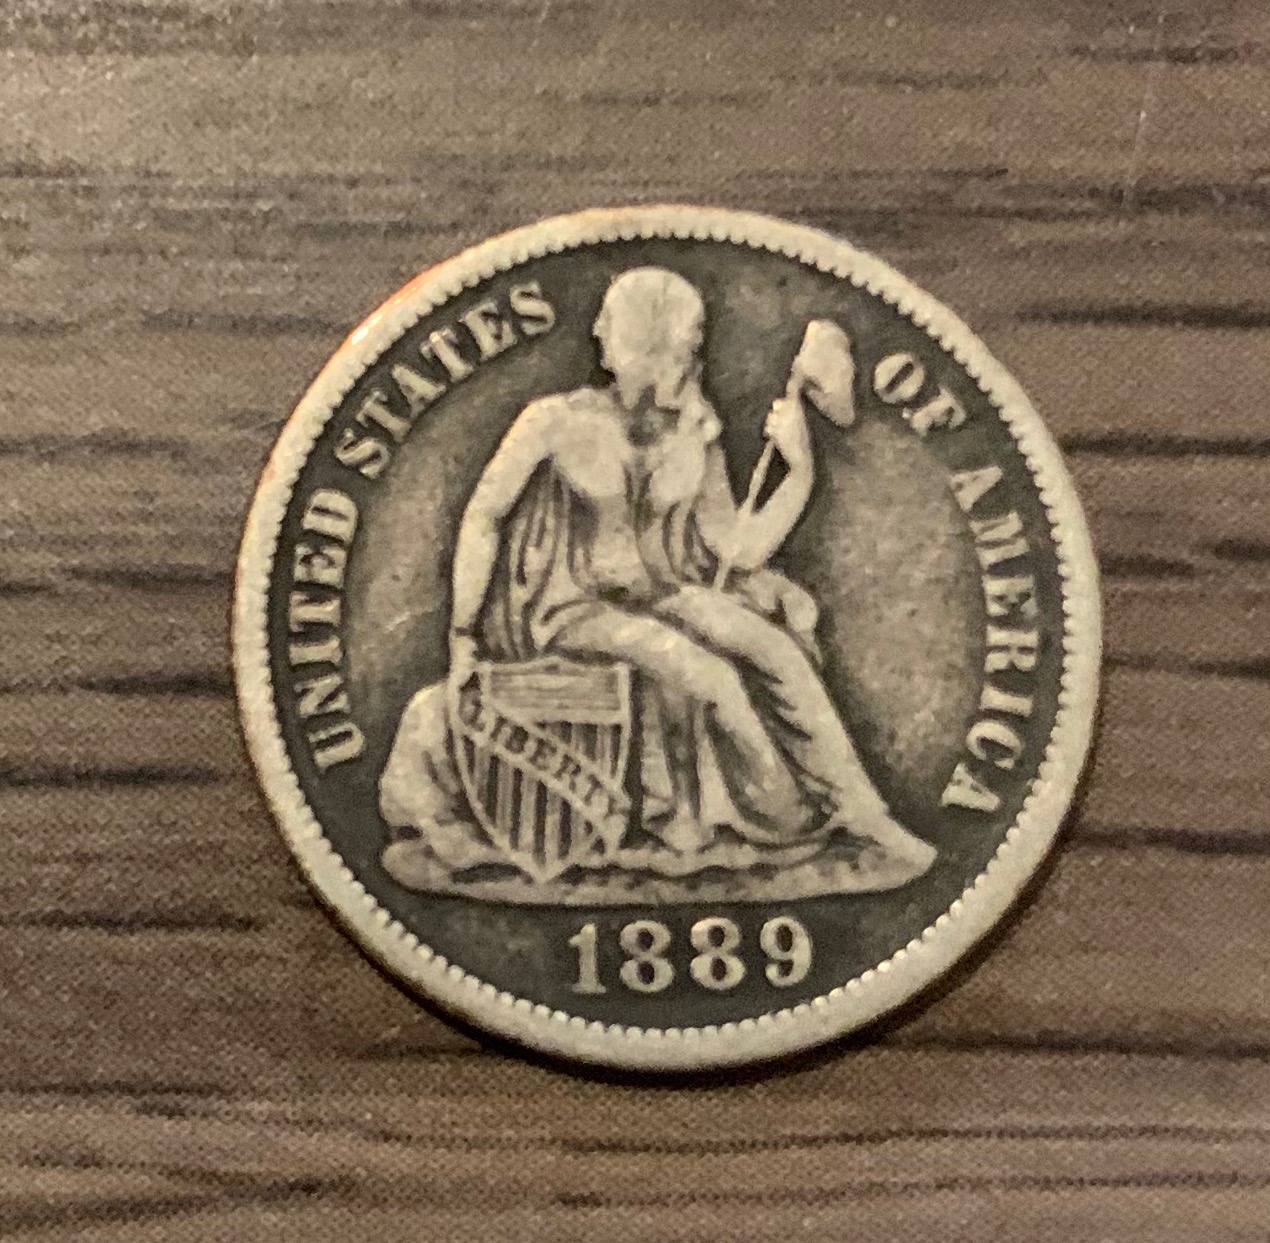 UNITED STATES OF AMERICA
LIBERTY
1889